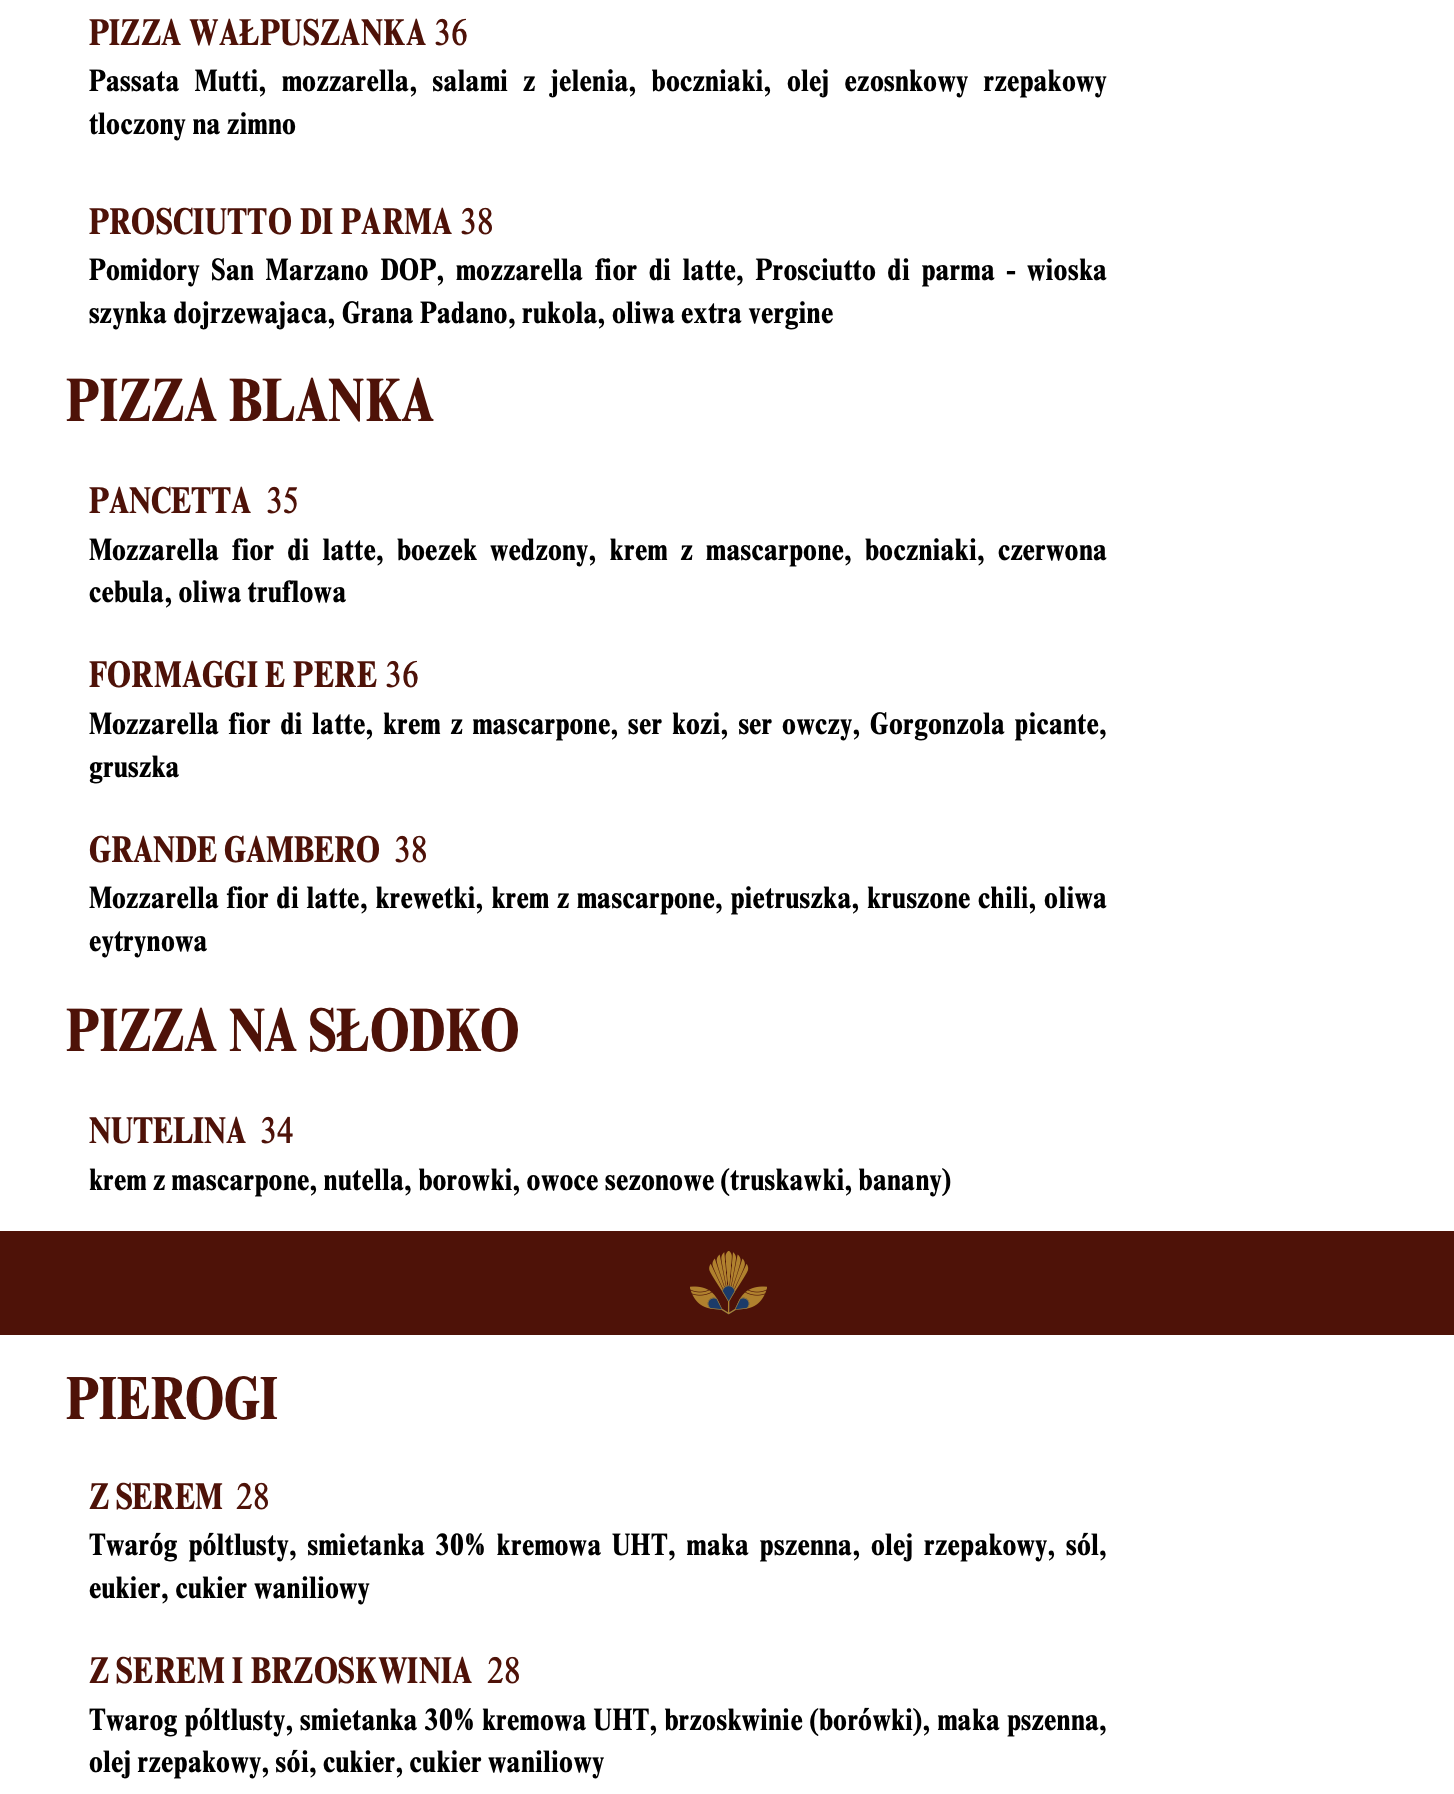 PIZZA WAŁPUSZANKA 36
Passata Mutti, mozzarella, salami z jelenia, boczniaki, olej ezosnkowy rzepakowy
tloczony na zimno
PROSCIUTTO DI PARMA 38
Pomidory San Marzano DOP, mozzarella fior di latte, Prosciutto di parma - wioska
szynka dojrzewajaca, Grana Padano, rukola, oliwa extra vergine
PIZZA BLANKA
PANCETTA 35
Mozzarella fior di latte, boezek wedzony, krem z mascarpone, boczniaki, czerwona
cebula, oliwa truflowa
FORMAGGI E PERE 36
Mozzarella fior di latte, krem z mascarpone, ser kozi, ser owczy, Gorgonzola picante,
gruszka
GRANDE GAMBERO 38
Mozzarella fior di latte, krewetki, krem z mascarpone, pietruszka, kruszone chili, oliwa
eytrynowa
PIZZA NA SŁODKO
NUTELINA 34
krem z mascarpone, nutella, borowki, owoce sezonowe (truskawki, banany)
PIEROGI
Z SEREM 28
Twaróg póltlusty, smietanka 30% kremowa UHT, maka pszenna, olej rzepakowy, sól,
eukier, cukier waniliowy
Z SEREM I BRZOSKWINIA 28
Twarog póltlusty, smietanka 30% kremowa UHT, brzoskwinie (borówki), maka pszenna,
olej rzepakowy, sói, cukier, cukier waniliowy